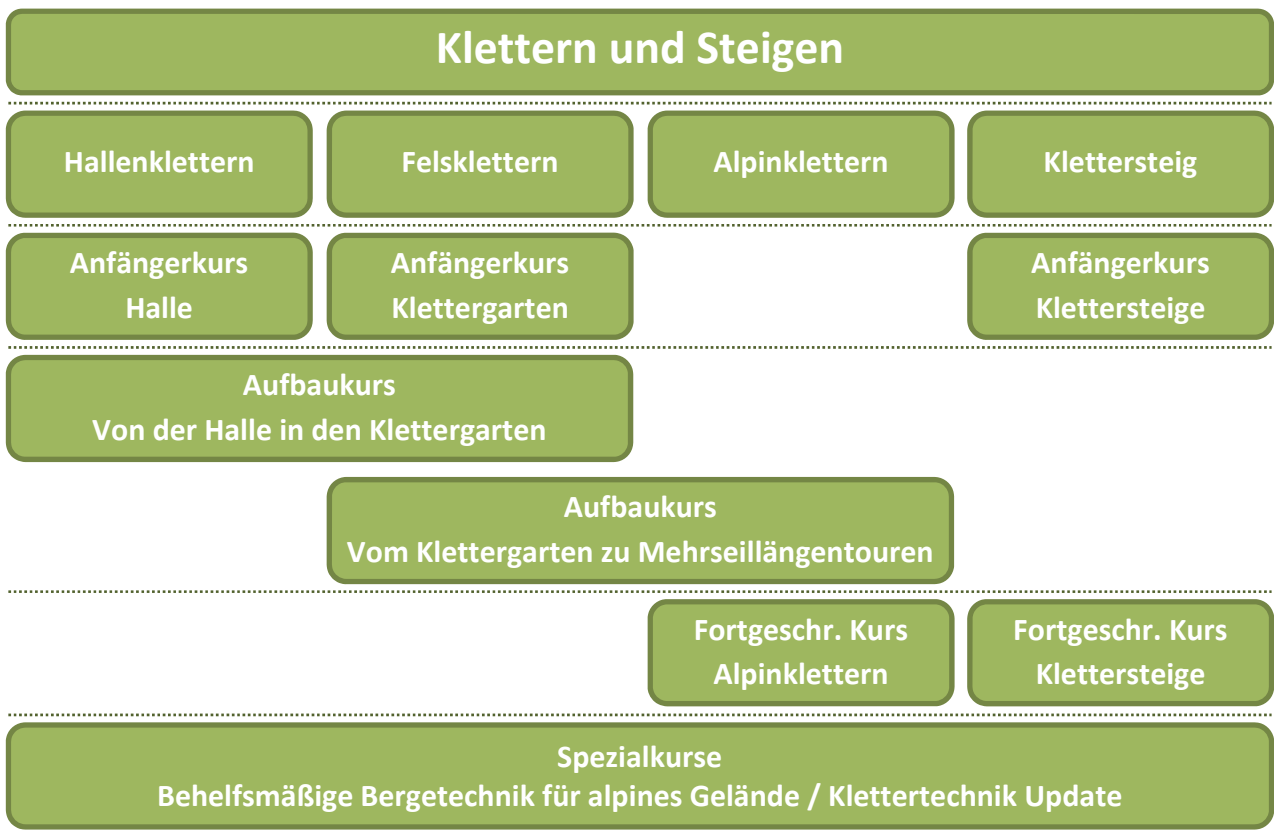 Klettern und Steigen
Hallenklettern
Felsklettern
Alpinklettern
Klettersteig
Anfängerkurs
Halle
Anfängerkurs
Klettergarten
Anfängerkurs
Klettersteige
Aufbaukurs
Von der Halle in den Klettergarten
Aufbaukurs
Vom Klettergarten zu Mehrseillängentouren
Fortgeschr. Kurs
Alpinklettern
Fortgeschr. Kurs
Klettersteige
Spezialkurse
Behelfsmäßige Bergetechnik für alpines Gelände / Klettertechnik Update